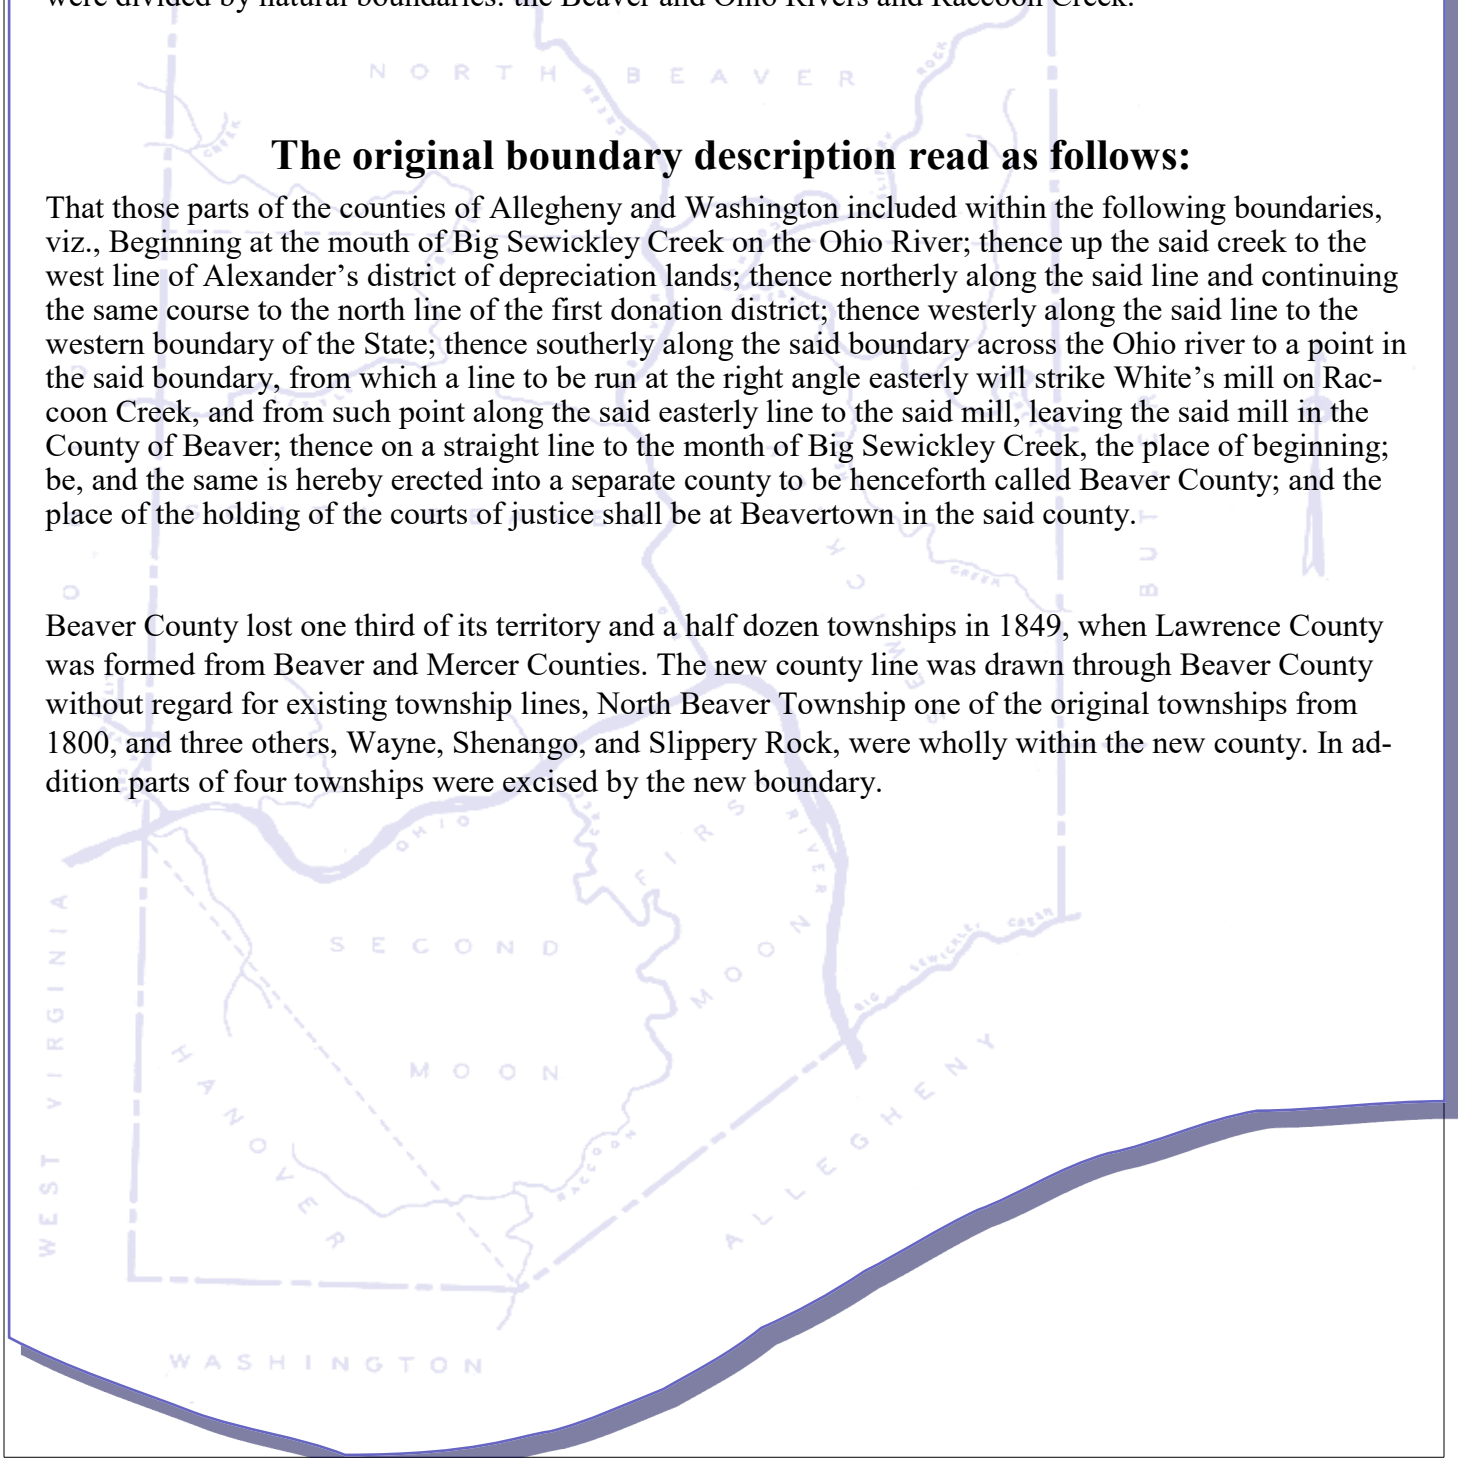 were divided by natural boundaries: the Beaver and Ohio Rivers and Raccoon Creek.
NORTH BEAVER
ROCK
CREEK
CREEK
The original boundary description read as follows:
That those parts of the counties of Allegheny and Washington included within the following boundaries,
viz., Beginning at the mouth of Big Sewickley Creek on the Ohio River; thence up the said creek to the
west line of Alexander’s district of depreciation lands; thence northerly along the said line and continuing
the same course to the north line of the first donation district; thence westerly along the said line to the
western boundary of the State; thence southerly along the said boundary across the Ohio river to a point in
the said boundary, from which a line to be run at the right angle easterly will strike White’s mill on Rac-
coon Creek, and from such point along the said easterly line to the said mill, leaving the said mill in the
County of Beaver; thence on a straight line to the month of Big Sewickley Creek, the place of beginning;
be, and the same is hereby erected into a separate county to be henceforth called Beaver County; and the
place of the holding of the courts of justice shall be at Beavertown in the said county.
SOUTH BEAVER
CREEK
BUTLER
Beaver County lost one third of its territory and a half dozen townships in 1849, when Lawrence County
was formed from Beaver and Mercer Counties. The new county line was drawn through Beaver County
without regard for existing township lines, North Beaver Township one of the original townships from
1800, and three others, Wayne, Shenango, and Slippery Rock, were wholly within the new county. In ad-
dition parts of four townships were excised by the new boundary.
OHIO
RIVER
FIRST
MOON
SECOND
MOON
BIG SEWICKLEY CREEK
WEST VIRGINIA
HANOVER
RACCOON
ALLEGHENY
WASHINGTON